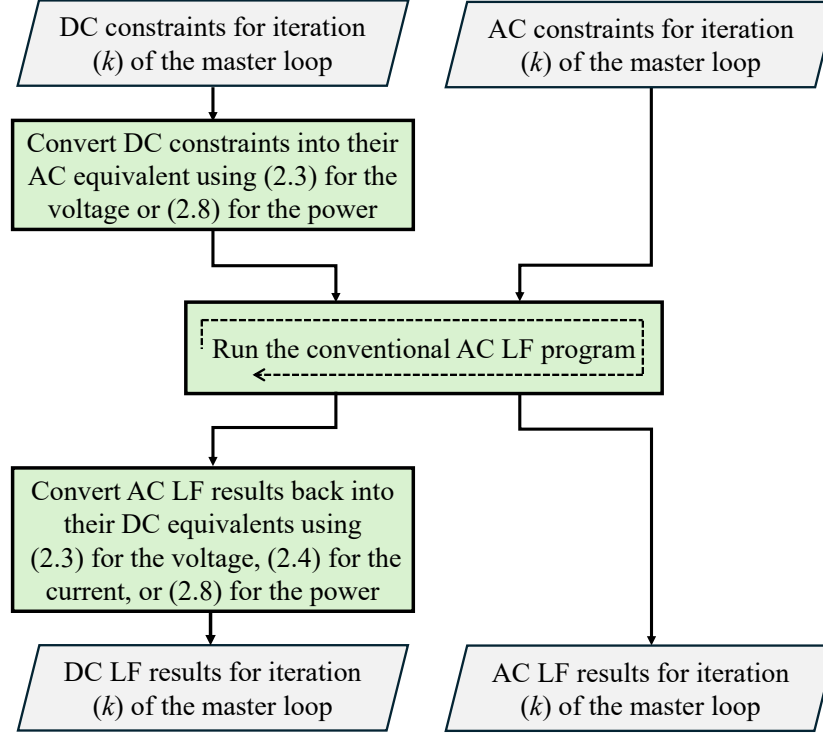 DC constraints for iteration
(k) of the master loop
AC constraints for iteration
(k) of the master loop
Convert DC constraints into their
AC equivalent using (2.3) for the
voltage or (2.8) for the power
Run the conventional AC LF program
Convert AC LF results back into
their DC equivalents using
(2.3) for the voltage, (2.4) for the
current, or (2.8) for the power
DC LF results for iteration
(k) of the master loop
AC LF results for iteration
(k) of the master loop